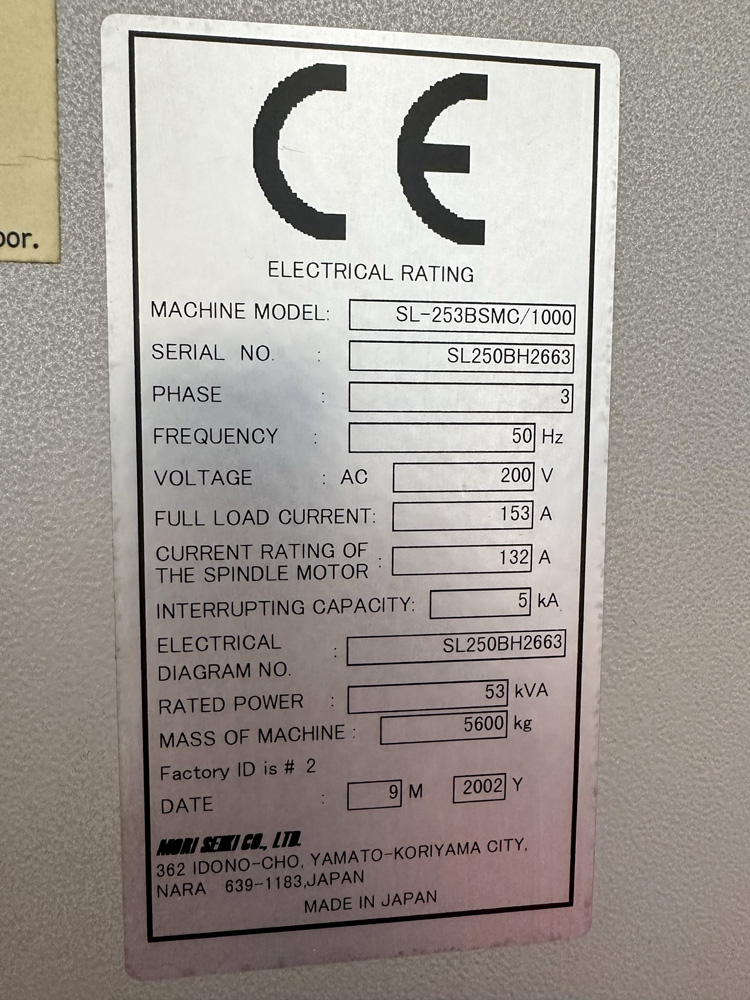 oor.
CE
ELECTRICAL RATING
MACHINE MODEL: SL-253BSMC/1000
SERIAL NO. : SL250BH2663
PHASE : 3
FREQUENCY : 50 Hz
VOLTAGE : AC 200 V
FULL LOAD CURRENT: 153 A
CURRENT RATING OF
THE SPINDLE MOTOR : 132 A
INTERRUPTING CAPACITY: 5 kA
ELECTRICAL
DIAGRAM NO. : SL250BH2663
RATED POWER : 53 kVA
MASS OF MACHINE : 5600 kg
Factory ID is # 2
DATE : 9 M 2002 Y
MORI SEIKI CO., LTD.
362 IDONO-CHO, YAMATO-KORIYAMA CITY,
NARA 639-1183,JAPAN
MADE IN JAPAN